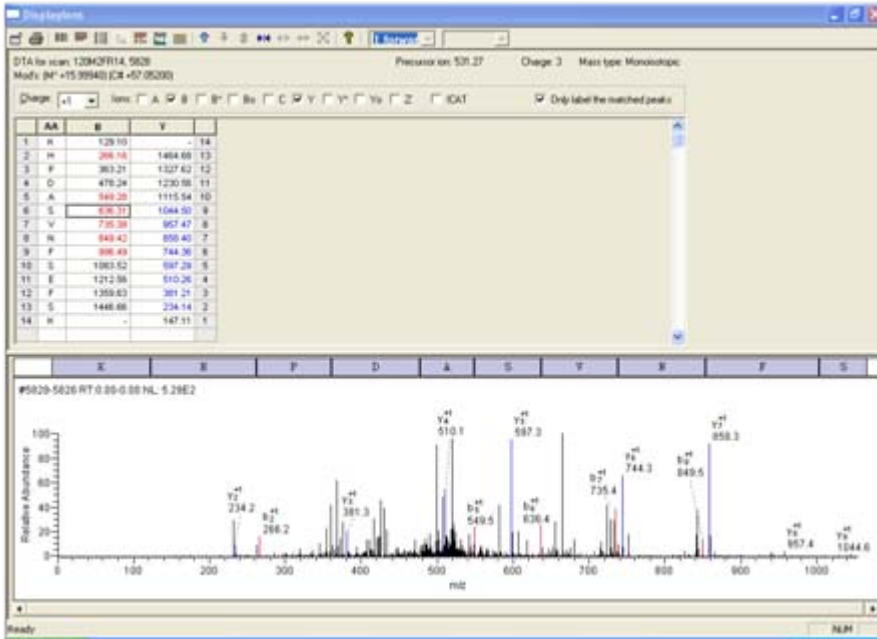 DisplayIons
DTA for scan: 120M2FR14, 5828 Precursor ion: 531.27 Charge: 3 Mass type: Monoisotopic
Mod's: (M* +15.99940) (C# +57.05200)
Charge: +1 Ions: A B B* Bo C Y Y* Yo Z ICAT Only label the matched peaks
AA B Y
1 K 129.10 - 14
2 H 266.16 1464.68 13
3 P 363.21 1327.62 12
4 D 478.24 1230.56 11
5 A 549.28 1115.54 10
6 S 636.31 1044.50 9
7 V 735.38 957.47 8
8 N 849.42 858.40 7
9 F 996.49 744.36 6
10 S 1083.52 597.29 5
11 E 1212.56 510.26 4
12 F 1359.63 381.21 3
13 S 1446.66 234.14 2
14 K - 147.11 1
K H P D A S V N F S
#5828-5828 RT:0.00-0.00 NL: 5.29E2
Relative Abundance
100
80
60
40
20
0
Y2+1
234.2
b2+1
266.2
Y3+1
381.3
Y4+1
510.1
b5+1
549.5
Y5+1
597.3
b6+1
636.4
b7+1
735.4
Y6+1
744.3
b8+1
849.5
Y7+1
858.3
Y8+1
957.4
Y9+1
1044.6
0 100 200 300 400 500 600 700 800 900 1000
m/z
Ready NUM